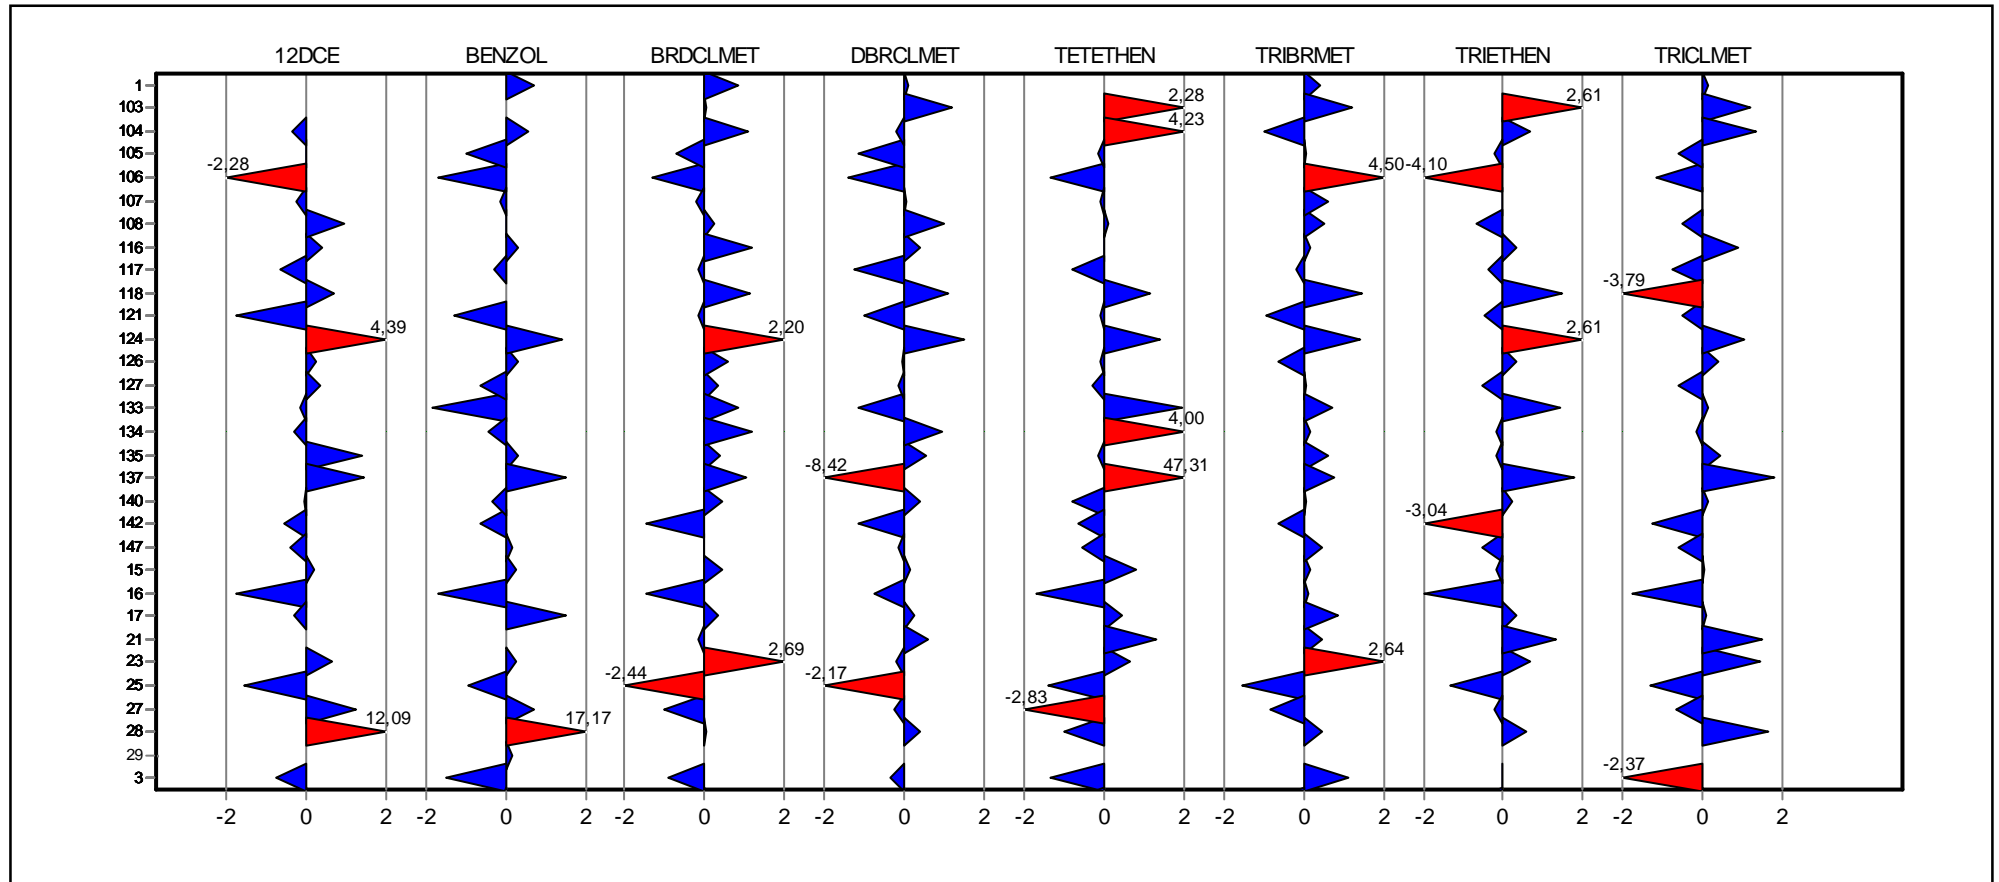 12DCE BENZOL BRDCLMET DBRCLMET TETETHEN TRIBRMET TRIETHEN TRICLMET
1
103 2,28 2,61
104 4,23
105
106 -2,28 4,50 -4,10
107
108
116
117
118 -3,79
121
124 4,39 2,20 2,61
126
127
133
134 4,00
135
137 -8,42 47,31
140
142 -3,04
147
15
16
17
21
23 2,69 2,64
25 -2,44 -2,17
27 -2,83
28 12,09 17,17
29
3 -2,37
-2 0 2 -2 0 2 -2 0 2 -2 0 2 -2 0 2 -2 0 2 -2 0 2 -2 0 2